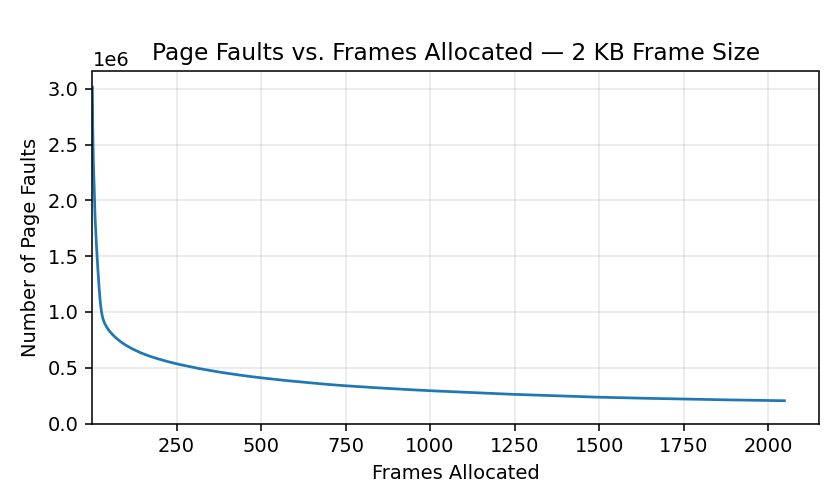 Page Faults vs. Frames Allocated — 2 KB Frame Size
1e6
3.0
2.5
2.0
1.5
1.0
0.5
0.0
250 500 750 1000 1250 1500 1750 2000
Number of Page Faults
Frames Allocated